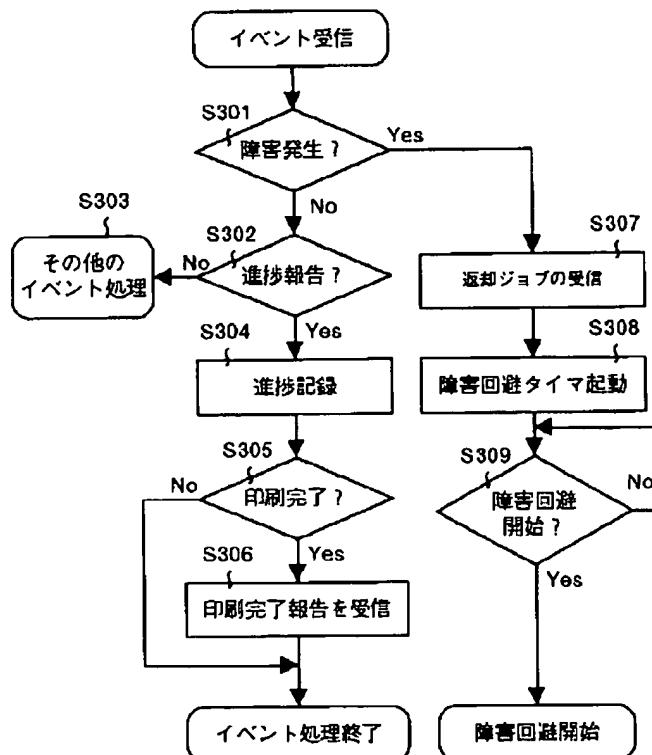 イベント受信
S301
障害発生？
Yes
No
S303
S302
S307
その他の
イベント処理
No
進捗報告？
返却ジョブの受信
Yes
S304
S308
進捗記録
障害回避タイマ起動
S305
S309
No
印刷完了？
障害回避
開始？
No
S306
Yes
Yes
印刷完了報告を受信
イベント処理終了
障害回避開始